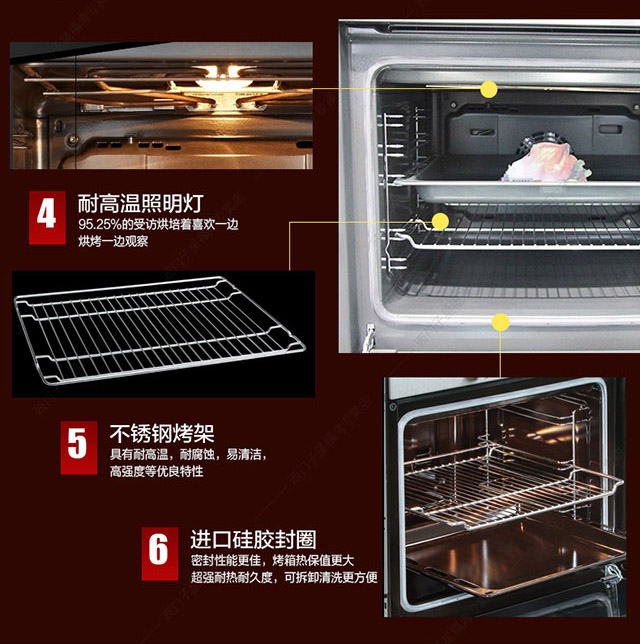 4
耐高温照明灯
95.25%的受访烘培着喜欢一边
烘烤一边观察
5
不锈钢烤架
具有耐高温，耐腐蚀，易清洁，
高强度等优良特性
6
进口硅胶封圈
密封性能更佳，烤箱热保值更大
超强耐热耐久度，可拆卸清洗更方便